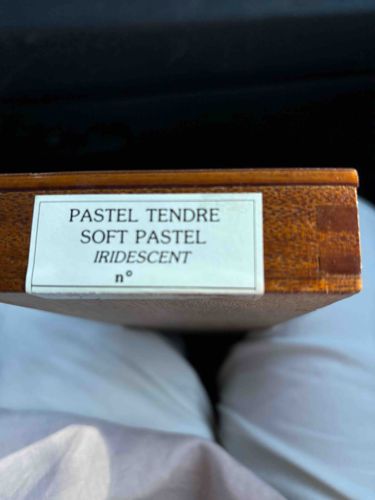 PASTEL TENDRE
SOFT PASTEL
IRIDESCENT
n°